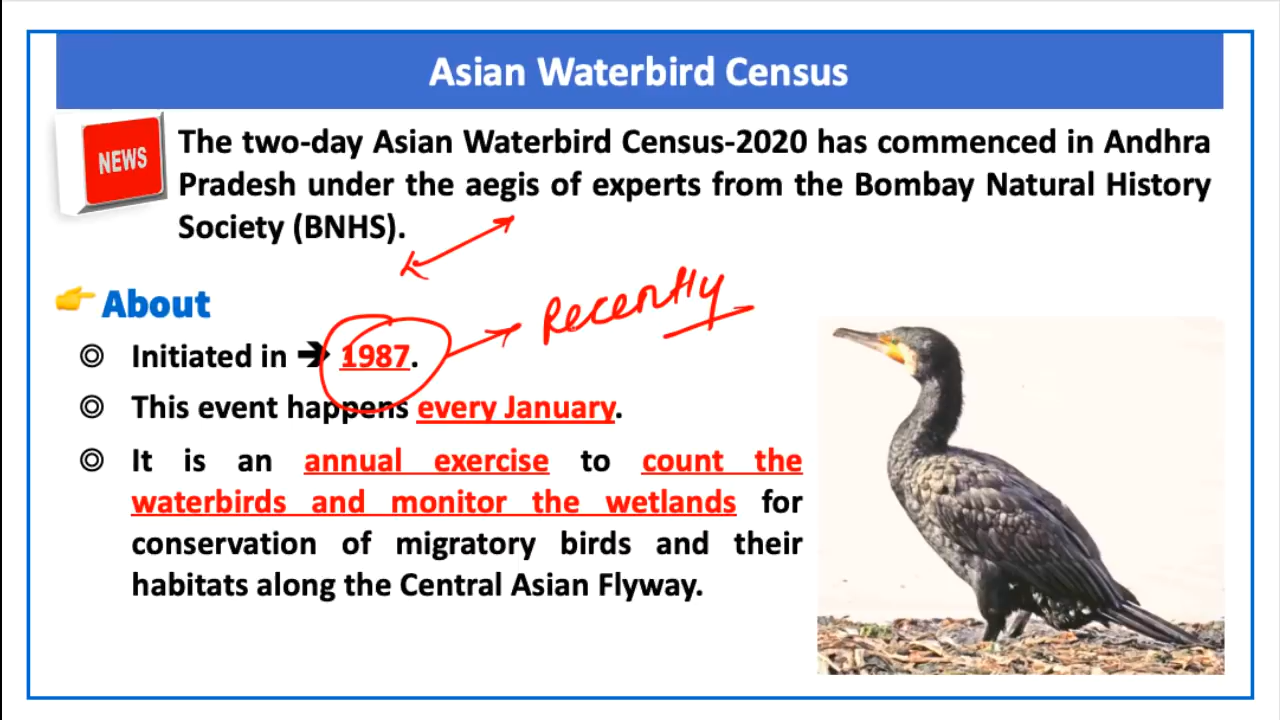 Asian Waterbird Census
NEWS
The two-day Asian Waterbird Census-2020 has commenced in Andhra
Pradesh under the aegis of experts from the Bombay Natural History
Society (BNHS).
About
Initiated in ➔ 1987.
Recently
This event happens every January.
It is an annual exercise to count the
waterbirds and monitor the wetlands for
conservation of migratory birds and their
habitats along the Central Asian Flyway.